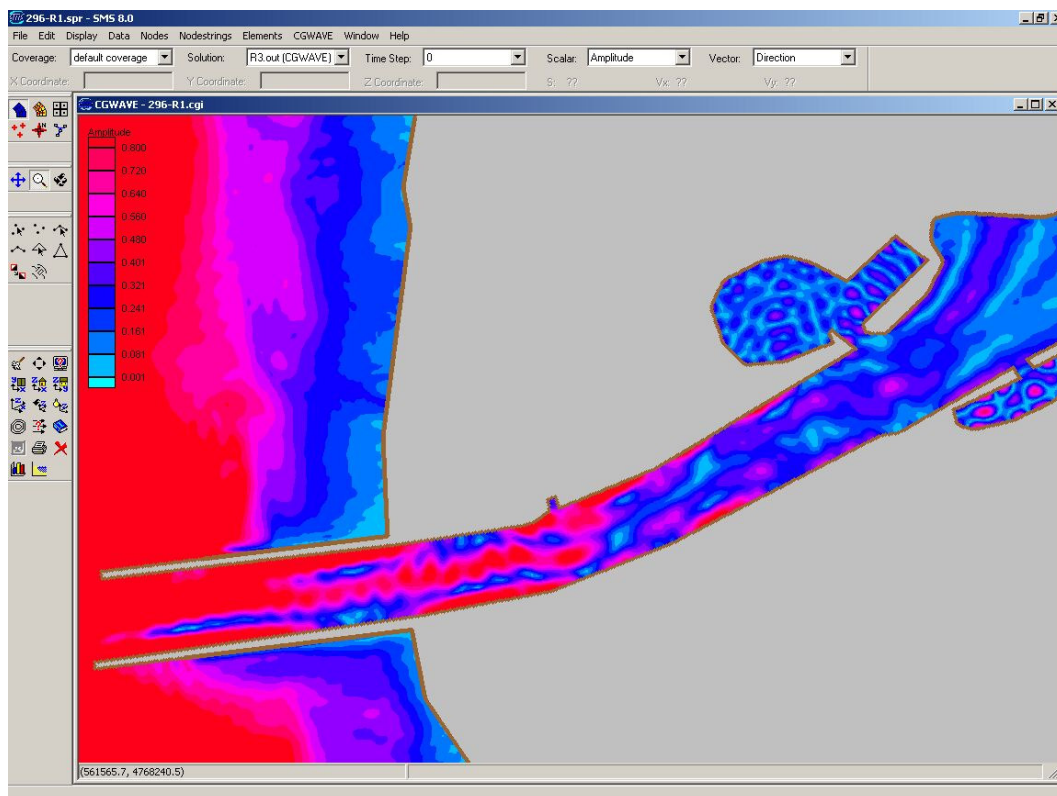 296-R1.spr - SMS 8.0
File Edit Display Data Nodes Nodestrings Elements CGWAVE Window Help
Coverage: default coverage Solution: R3.out (CGWAVE) Time Step: 0 Scalar: Amplitude Vector: Direction
X Coordinate: Y Coordinate: Z Coordinate: S: ?? Vx: ?? Vy: ??
CGWAVE - 296-R1.cgi
Amplitude
0.800
0.720
0.640
0.560
0.480
0.401
0.321
0.241
0.161
0.081
0.001
(561565.7, 4768240.5)